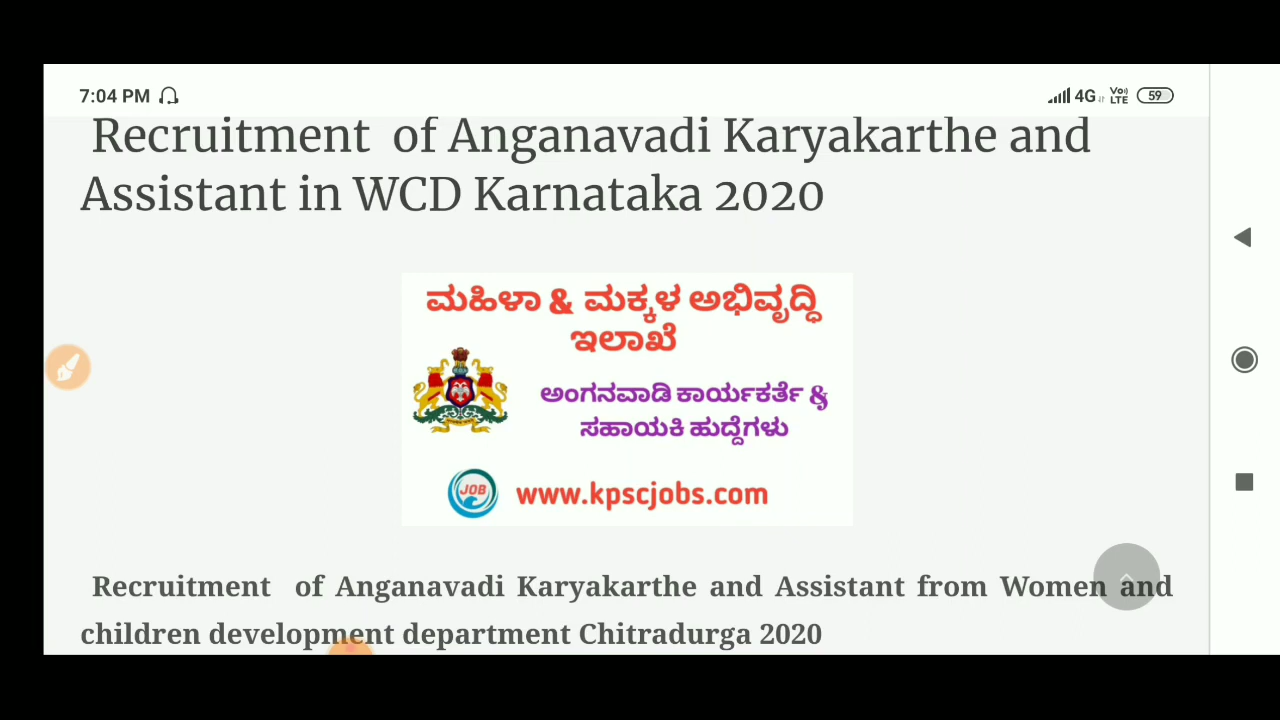 7:04 PM 4G Vo) LTE 59
Recruitment of Anganavadi Karyakarthe and
Assistant in WCD Karnataka 2020
ಮಹಿಳಾ & ಮಕ್ಕಳ ಅಭಿವೃದ್ಧಿ
ಇಲಾಖೆ
ಅಂಗನವಾಡಿ ಕಾರ್ಯಕರ್ತೆ &
ಸಹಾಯಕಿ ಹುದ್ದೆಗಳು
JOB www.kpscjobs.com
Recruitment of Anganavadi Karyakarthe and Assistant from Women and
children development department Chitradurga 2020